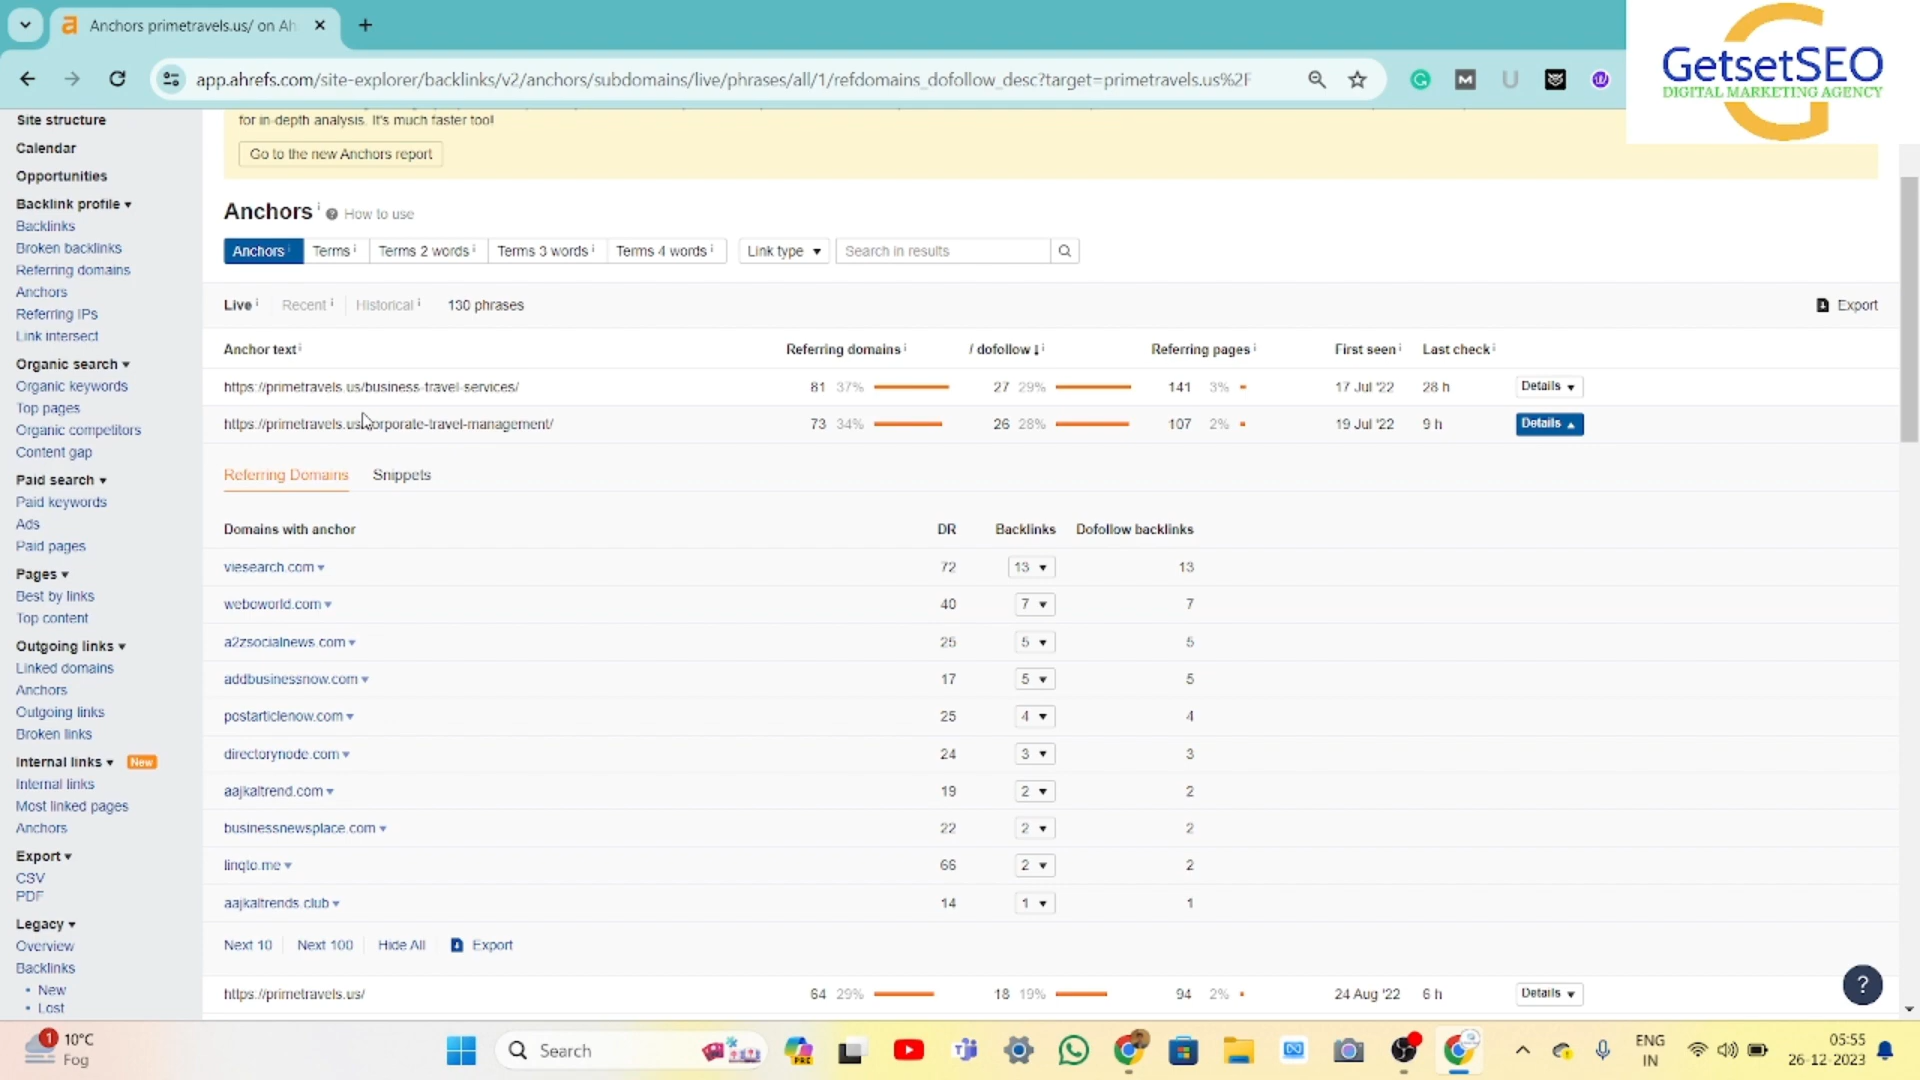 Anchors primetravels.us/ on Ah
app.ahrefs.com/site-explorer/backlinks/v2/anchors/subdomains/live/phrases/all/1/refdomains_dofollow_desc?target=primetravels.us%2F
GetsetSEO
DIGITAL MARKETING AGENCY
Site structure
Calendar
Opportunities
Backlink profile
Backlinks
Broken backlinks
Referring domains
Anchors
Referring IPs
Link intersect
Organic search
Organic keywords
Top pages
Organic competitors
Content gap
Paid search
Paid keywords
Ads
Paid pages
Pages
Best by links
Top content
Outgoing links
Linked domains
Anchors
Outgoing links
Broken links
Internal links New
Internal links
Most linked pages
Anchors
Export
CSV
PDF
Legacy
Overview
Backlinks
• New
• Lost
for in-depth analysis. It's much faster too!
Go to the new Anchors report
Anchors i ? How to use
Anchors i Terms i Terms 2 words i Terms 3 words i Terms 4 words i Link type Search in results
Live i Recent i Historical i 130 phrases Export
Anchor text i Referring domains i / dofollow i Referring pages i First seen i Last check i
https://primetravels.us/business-travel-services/ 81 37% 27 29% 141 3% 17 Jul '22 28 h Details
https://primetravels.us/corporate-travel-management/ 73 34% 26 28% 107 2% 19 Jul '22 9 h Details
Referring Domains Snippets
Domains with anchor DR Backlinks Dofollow backlinks
viesearch.com 72 13 13
weboworld.com 40 7 7
a2zsocialnews.com 25 5 5
addbusinessnow.com 17 5 5
postarticlenow.com 25 4 4
directorynode.com 24 3 3
aajkaltrend.com 19 2 2
businessnewsplace.com 22 2 2
linqto.me 66 2 2
aajkaltrends.club 14 1 1
Next 10 Next 100 Hide All Export
https://primetravels.us/ 64 29% 18 19% 94 2% 24 Aug '22 6 h Details
?
1 10°C
Fog
Search
PRE
ENG
IN
05:55
26-12-2023